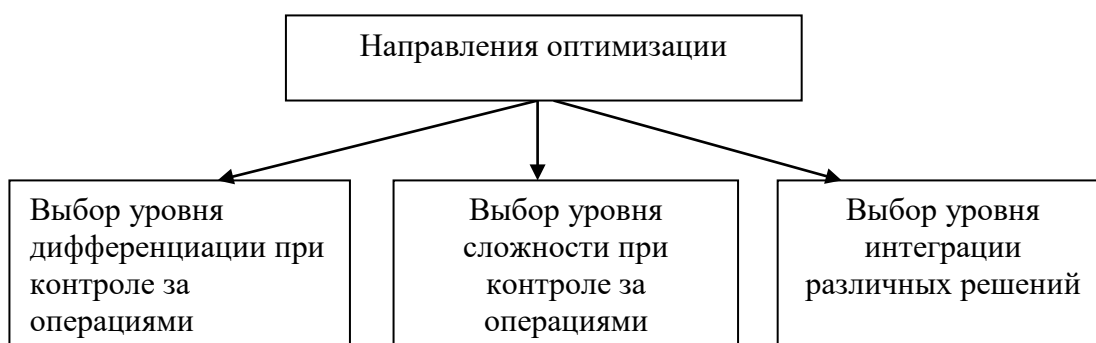 Направления оптимизации
Выбор уровня
дифференциации при
контроле за
операциями
Выбор уровня
сложности при
контроле за
операциями
Выбор уровня
интеграции
различных решений